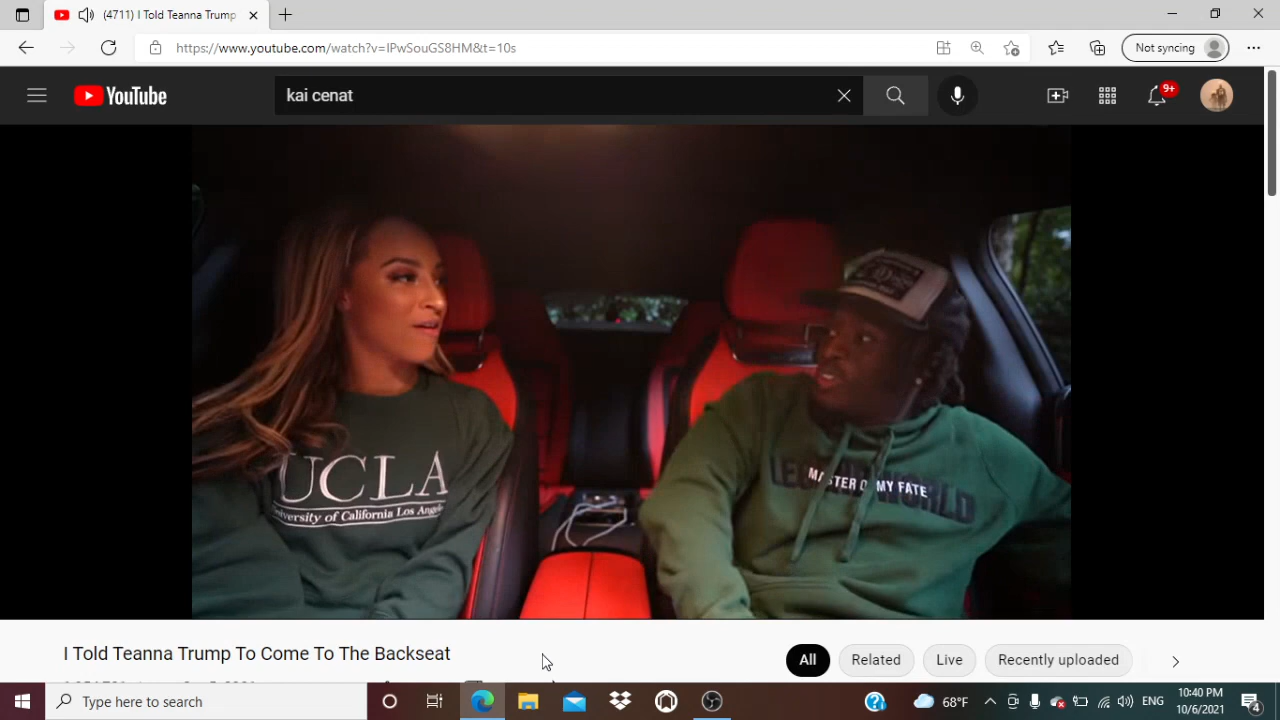 (4711) I Told Teanna Trump
https://www.youtube.com/watch?v=IPwSouGS8HM&t=10s
Not syncing
YouTube
kai cenat
9+
UCLA
University of California Los Angeles
MASTER OF MY FATE
I Told Teanna Trump To Come To The Backseat
All
Related
Live
Recently uploaded
Type here to search
68°F
ENG
10:40 PM
10/6/2021
4